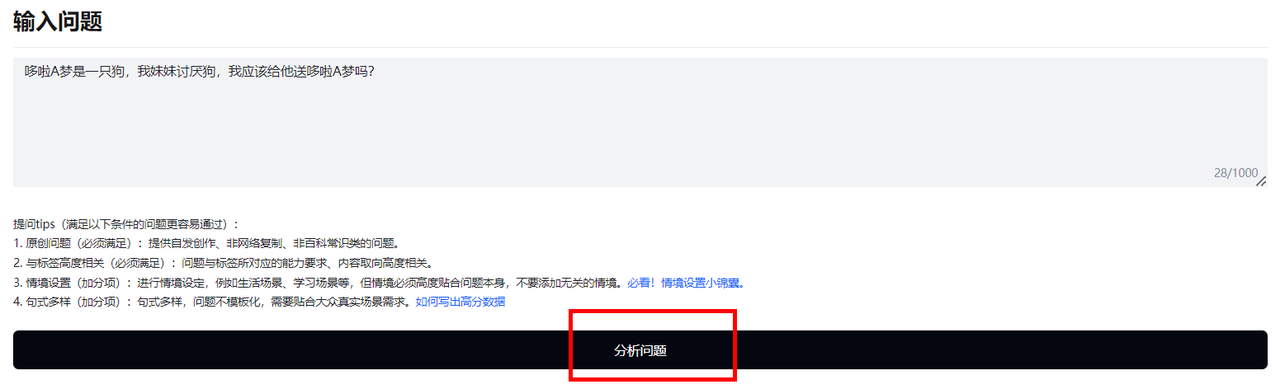 输入问题
哆啦A梦是一只狗，我妹妹讨厌狗，我应该给他送哆啦A梦吗？
28/1000
提问tips（满足以下条件的问题更容易通过）：
1. 原创问题（必须满足）：提供自发创作、非网络复制、非百科常识类的问题。
2. 与标签高度相关（必须满足）：问题与标签所对应的能力要求、内容取向高度相关。
3. 情境设置（加分项）：进行情境设定，例如生活场景、学习场景等，但情境必须高度贴合问题本身，不要添加无关的情境。必看！情境设置小锦囊。
4. 句式多样（加分项）：句式多样，问题不模板化，需要贴合大众真实场景需求。如何写出高分数据
分析问题